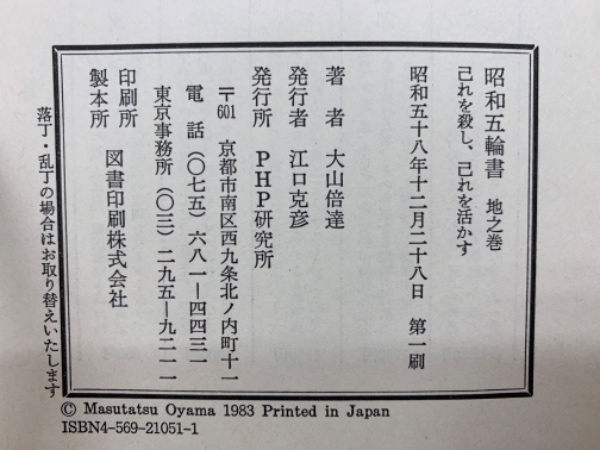 昭和五輪書 地之巻
己れを殺し、己れを活かす
昭和五十八年十二月二十八日 第一刷
著者 大山倍達
発行者 江口克彦
発行所 PHP研究所
〒601 京都市南区西九条北ノ内町十一
電話(〇七五)六八一―四四三一
東京事務所(〇三)二九五―九二一一
印刷所
製本所 図書印刷株式会社
落丁・乱丁の場合はお取り替えいたします
© Masutatsu Oyama 1983 Printed in Japan
ISBN4-569-21051-1